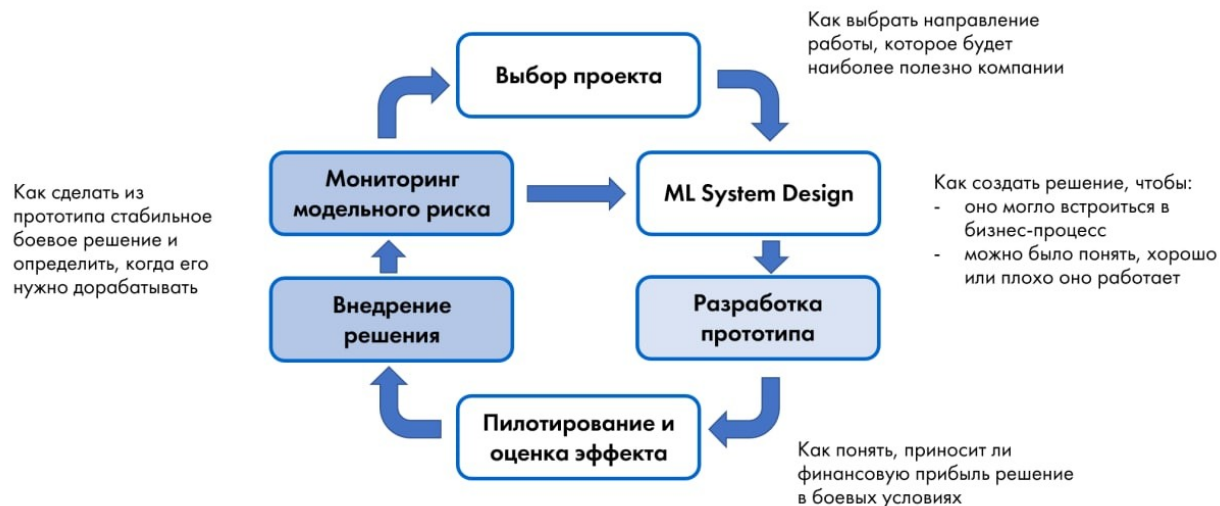 Как выбрать направление
работы, которое будет
наиболее полезно компании
Выбор проекта
Мониторинг
модельного риска
ML System Design
Как сделать из
прототипа стабильное
боевое решение и
определить, когда его
нужно дорабатывать
Как создать решение, чтобы:
- оно могло встроиться в
бизнес-процесс
- можно было понять, хорошо
или плохо оно работает
Внедрение
решения
Разработка
прототипа
Пилотирование и
оценка эффекта
Как понять, приносит ли
финансовую прибыль решение
в боевых условиях